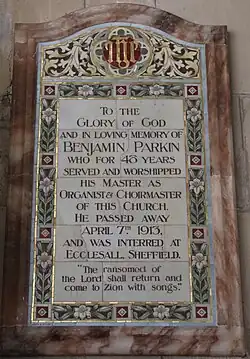 IHS
TO THE
GLORY OF GOD
AND IN LOVING MEMORY OF
BENJAMIN PARKIN
WHO FOR 43 YEARS
SERVED AND WORSHIPPED
HIS MASTER AS
ORGANIST & CHOIRMASTER
OF THIS CHURCH.
HE PASSED AWAY
APRIL 7TH 1913,
AND WAS INTERRED AT
ECCLESALL, SHEFFIELD.
"The ransomed of
the Lord shall return and
come to Zion with songs."